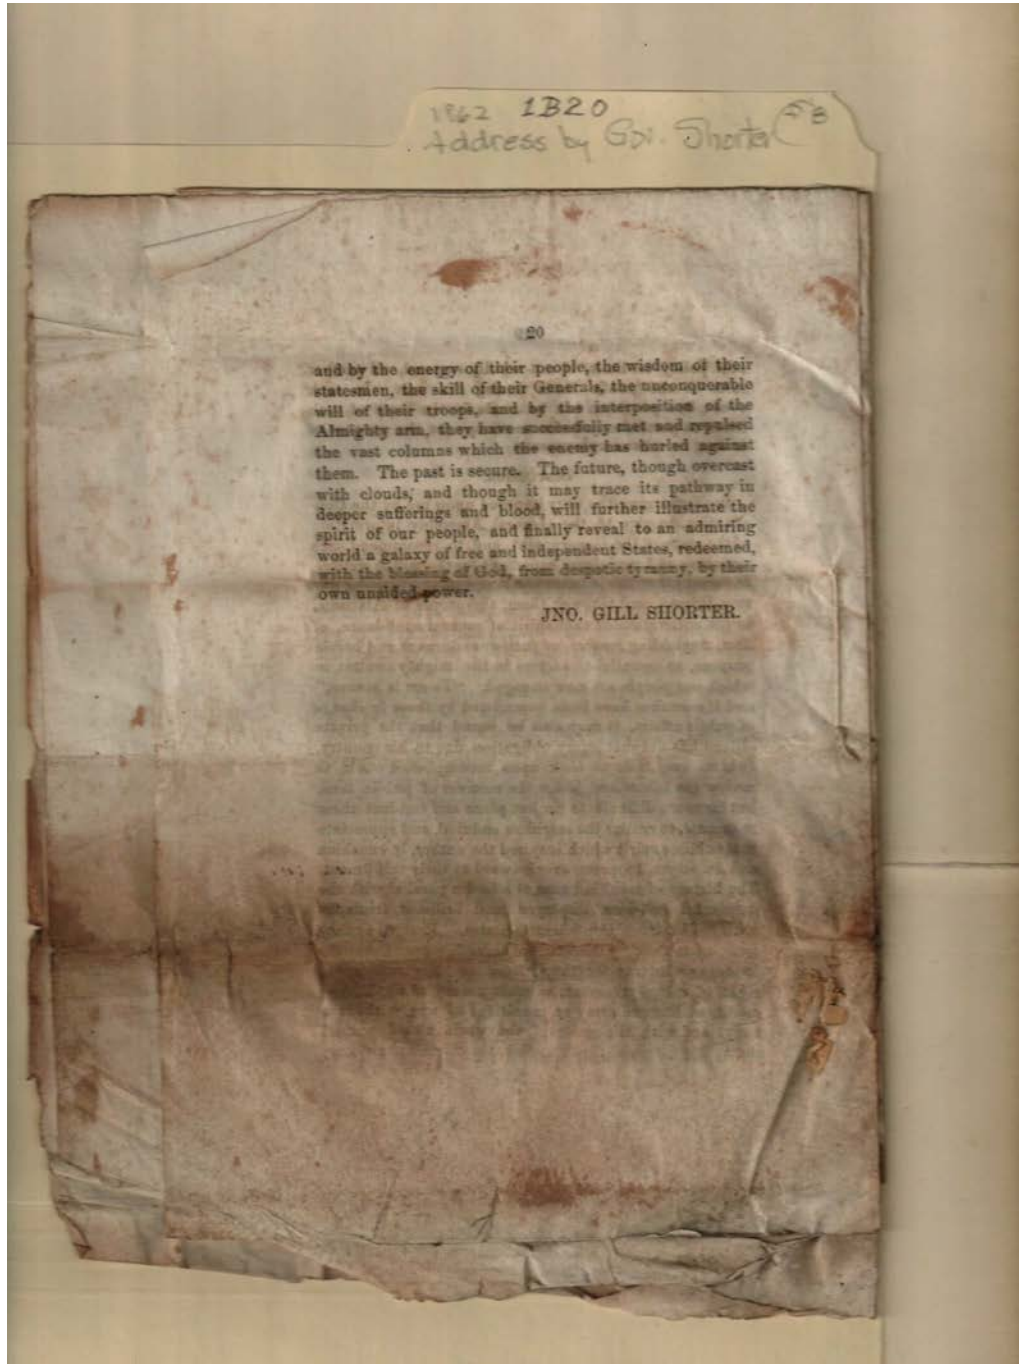 1862 1B20
Address by Gov. Shorter
20
and by the energy of their people, the wisdom of their
statesmen, the skill of their Generals, the unconquerable
will of their troops, and by the interposition of the
Almighty arm, they have successfully met and repulsed
the vast columns which the enemy has hurled against
them. The past is secure. The future, though overcast
with clouds, and though it may trace its pathway in
deeper sufferings and blood, will further illustrate the
spirit of our people, and finally reveal to an admiring
world a galaxy of free and independent States, redeemed,
with the blessing of God, from despotic tyranny, by their
own unaided power.
JNO. GILL SHORTER.